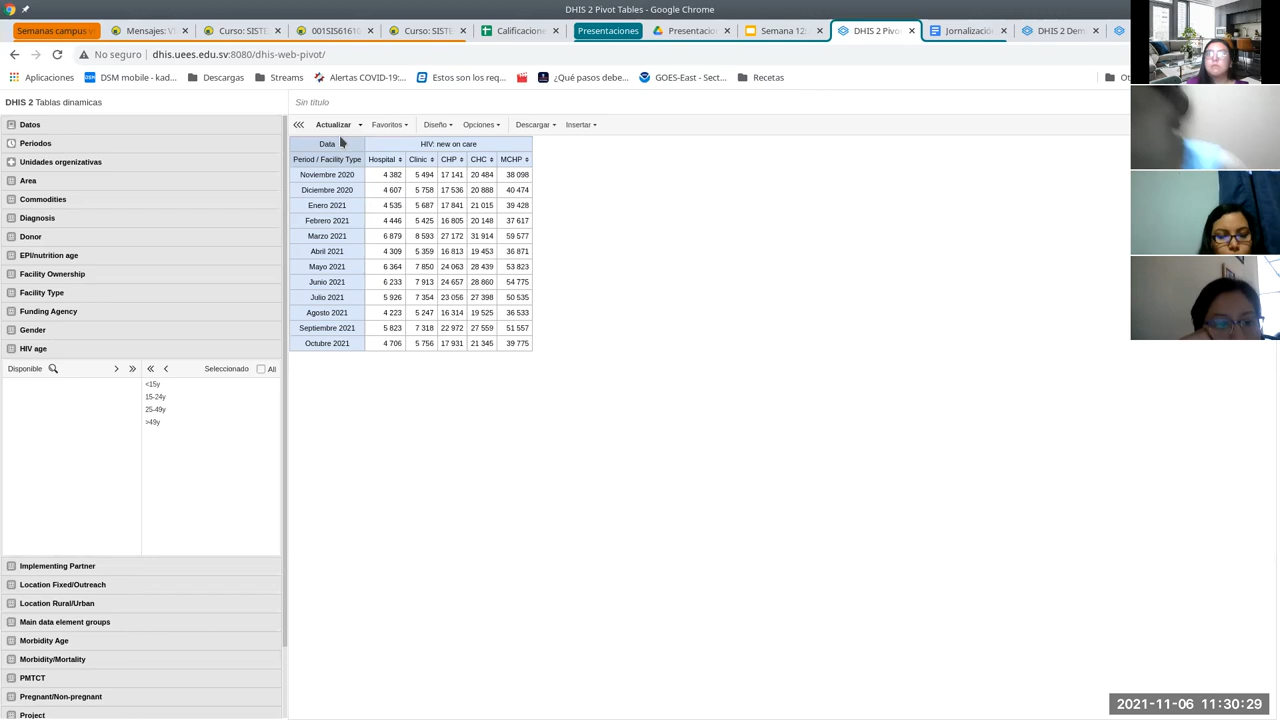 DHIS 2 Pivot Tables - Google Chrome
Semanas campus v
Mensajes: V
Curso: SISTE
001SIS61610
Curso: SISTE
Calificacione
Presentaciones
Presentacio
Semana 12:
DHIS 2 Pivo
Jornalizació
DHIS 2 Dem
No seguro
dhis.uees.edu.sv:8080/dhis-web-pivot/
Aplicaciones
DSM mobile - kad...
Descargas
Streams
Alertas COVID-19:...
Estos son los req...
¿Qué pasos debe...
GOES-East - Sect...
Recetas
Ot
DHIS 2 Tablas dinamicas
Sin titulo
Datos
Periodos
Unidades orgenizativas
Area
Commodities
Diagnosis
Donor
EPI/nutrition age
Facility Ownership
Facility Type
Funding Agency
Gender
HIV age
Disponible
Seleccionado
All
<15y
15-24y
25-49y
>49y
Implementing Partner
Location Fixed/Outreach
Location Rural/Urban
Main data element groups
Morbidity Age
Morbidity/Mortality
PMTCT
Pregnant/Non-pregnant
Project
Actualizar Favoritos Diseño Opciones Descargar Insertar
Data HIV: new on care
Period / Facility Type Hospital Clinic CHP CHC MCHP
Noviembre 2020 4 382 5 494 17 141 20 484 38 098
Diciembre 2020 4 607 5 758 17 536 20 888 40 474
Enero 2021 4 535 5 687 17 841 21 015 39 428
Febrero 2021 4 446 5 425 16 805 20 148 37 617
Marzo 2021 6 879 8 593 27 172 31 914 59 577
Abril 2021 4 309 5 359 16 813 19 453 36 871
Mayo 2021 6 364 7 850 24 063 28 439 53 823
Junio 2021 6 233 7 913 24 657 28 860 54 775
Julio 2021 5 926 7 354 23 056 27 398 50 535
Agosto 2021 4 223 5 247 16 314 19 525 36 533
Septiembre 2021 5 823 7 318 22 972 27 559 51 557
Octubre 2021 4 706 5 756 17 931 21 345 39 775
2021-11-06 11:30:29